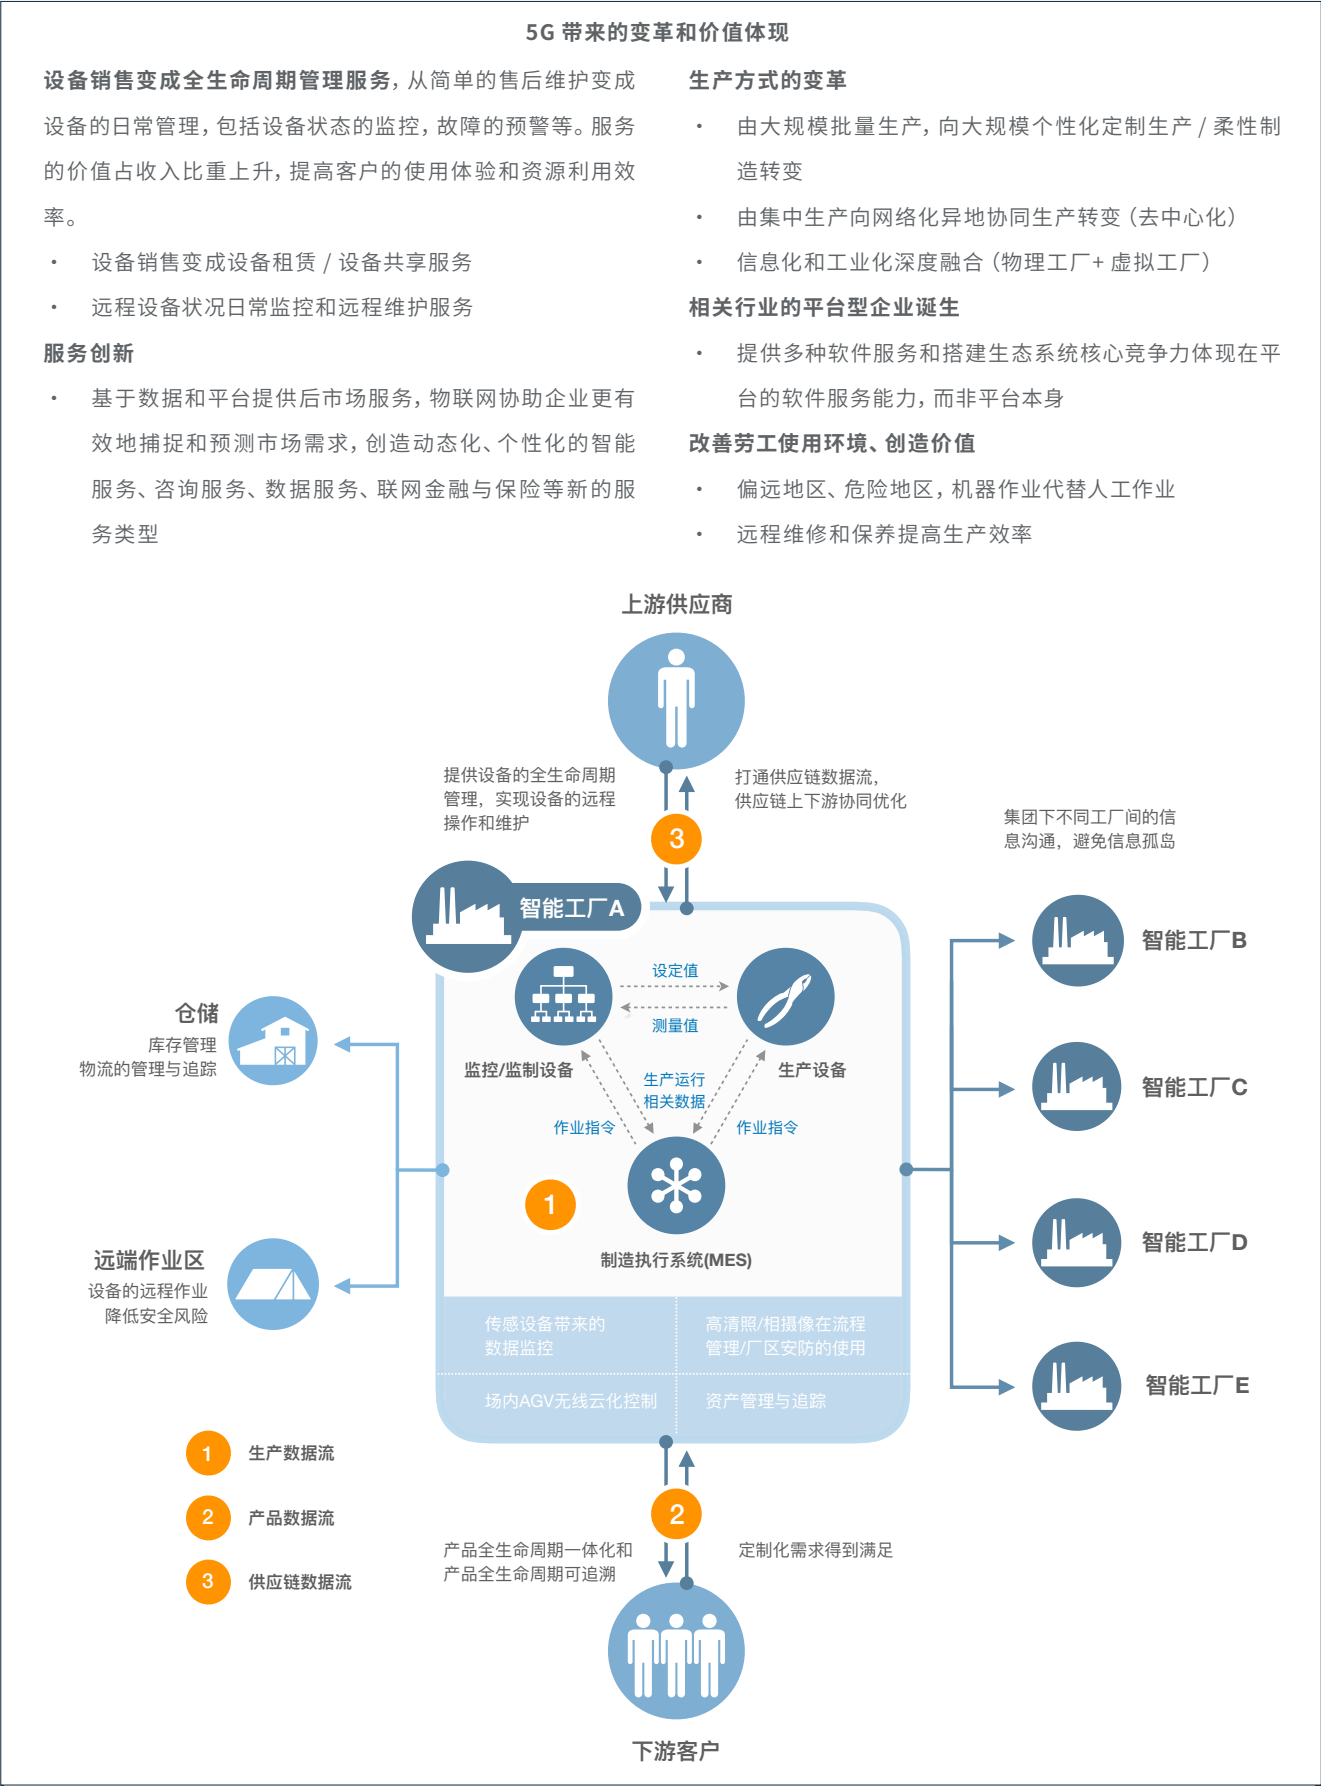 5G 带来的变革和价值体现
设备销售变成全生命周期管理服务，从简单的售后维护变成
设备的日常管理，包括设备状态的监控，故障的预警等。服务
的价值占收入比重上升，提高客户的使用体验和资源利用效
率。
· 设备销售变成设备租赁 / 设备共享服务
· 远程设备状况日常监控和远程维护服务
服务创新
· 基于数据和平台提供后市场服务，物联网协助企业更有
效地捕捉和预测市场需求，创造动态化、个性化的智能
服务、咨询服务、数据服务、联网金融与保险等新的服
务类型
生产方式的变革
· 由大规模批量生产，向大规模个性化定制生产 / 柔性制
造转变
· 由集中生产向网络化异地协同生产转变（去中心化）
· 信息化和工业化深度融合（物理工厂+ 虚拟工厂）
相关行业的平台型企业诞生
· 提供多种软件服务和搭建生态系统核心竞争力体现在平
台的软件服务能力，而非平台本身
改善劳工使用环境、创造价值
· 偏远地区、危险地区，机器作业代替人工作业
· 远程维修和保养提高生产效率
上游供应商
提供设备的全生命周期
管理，实现设备的远程
操作和维护
打通供应链数据流，
供应链上下游协同优化
3
集团下不同工厂间的信
息沟通，避免信息孤岛
智能工厂A
设定值
测量值
监控/监制设备
生产设备
生产运行
相关数据
作业指令
作业指令
1
制造执行系统(MES)
传感设备带来的
数据监控
高清照/相摄像在流程
管理/厂区安防的使用
场内AGV无线云化控制
资产管理与追踪
仓储
库存管理
物流的管理与追踪
远端作业区
设备的远程作业
降低安全风险
智能工厂B
智能工厂C
智能工厂D
智能工厂E
1 生产数据流
2 产品数据流
3 供应链数据流
2
产品全生命周期一体化和
产品全生命周期可追溯
定制化需求得到满足
下游客户